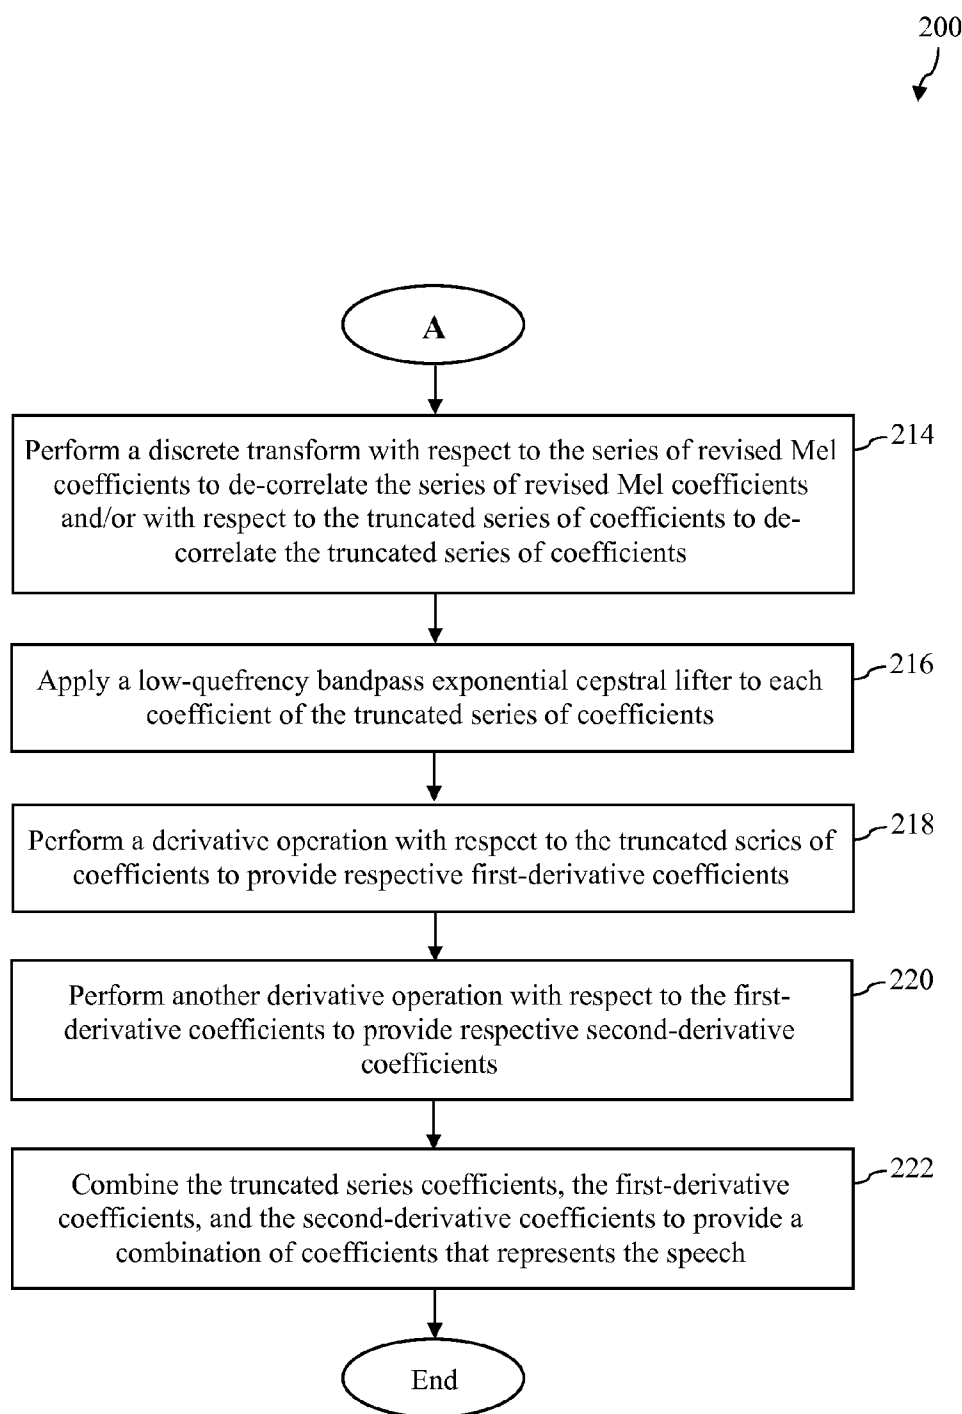 200
A
Perform a discrete transform with respect to the series of revised Mel
coefficients to de-correlate the series of revised Mel coefficients
and/or with respect to the truncated series of coefficients to de-
correlate the truncated series of coefficients
214
Apply a low-quefrency bandpass exponential cepstral lifter to each
coefficient of the truncated series of coefficients
216
Perform a derivative operation with respect to the truncated series of
coefficients to provide respective first-derivative coefficients
218
Perform another derivative operation with respect to the first-
derivative coefficients to provide respective second-derivative
coefficients
220
Combine the truncated series coefficients, the first-derivative
coefficients, and the second-derivative coefficients to provide a
combination of coefficients that represents the speech
222
End